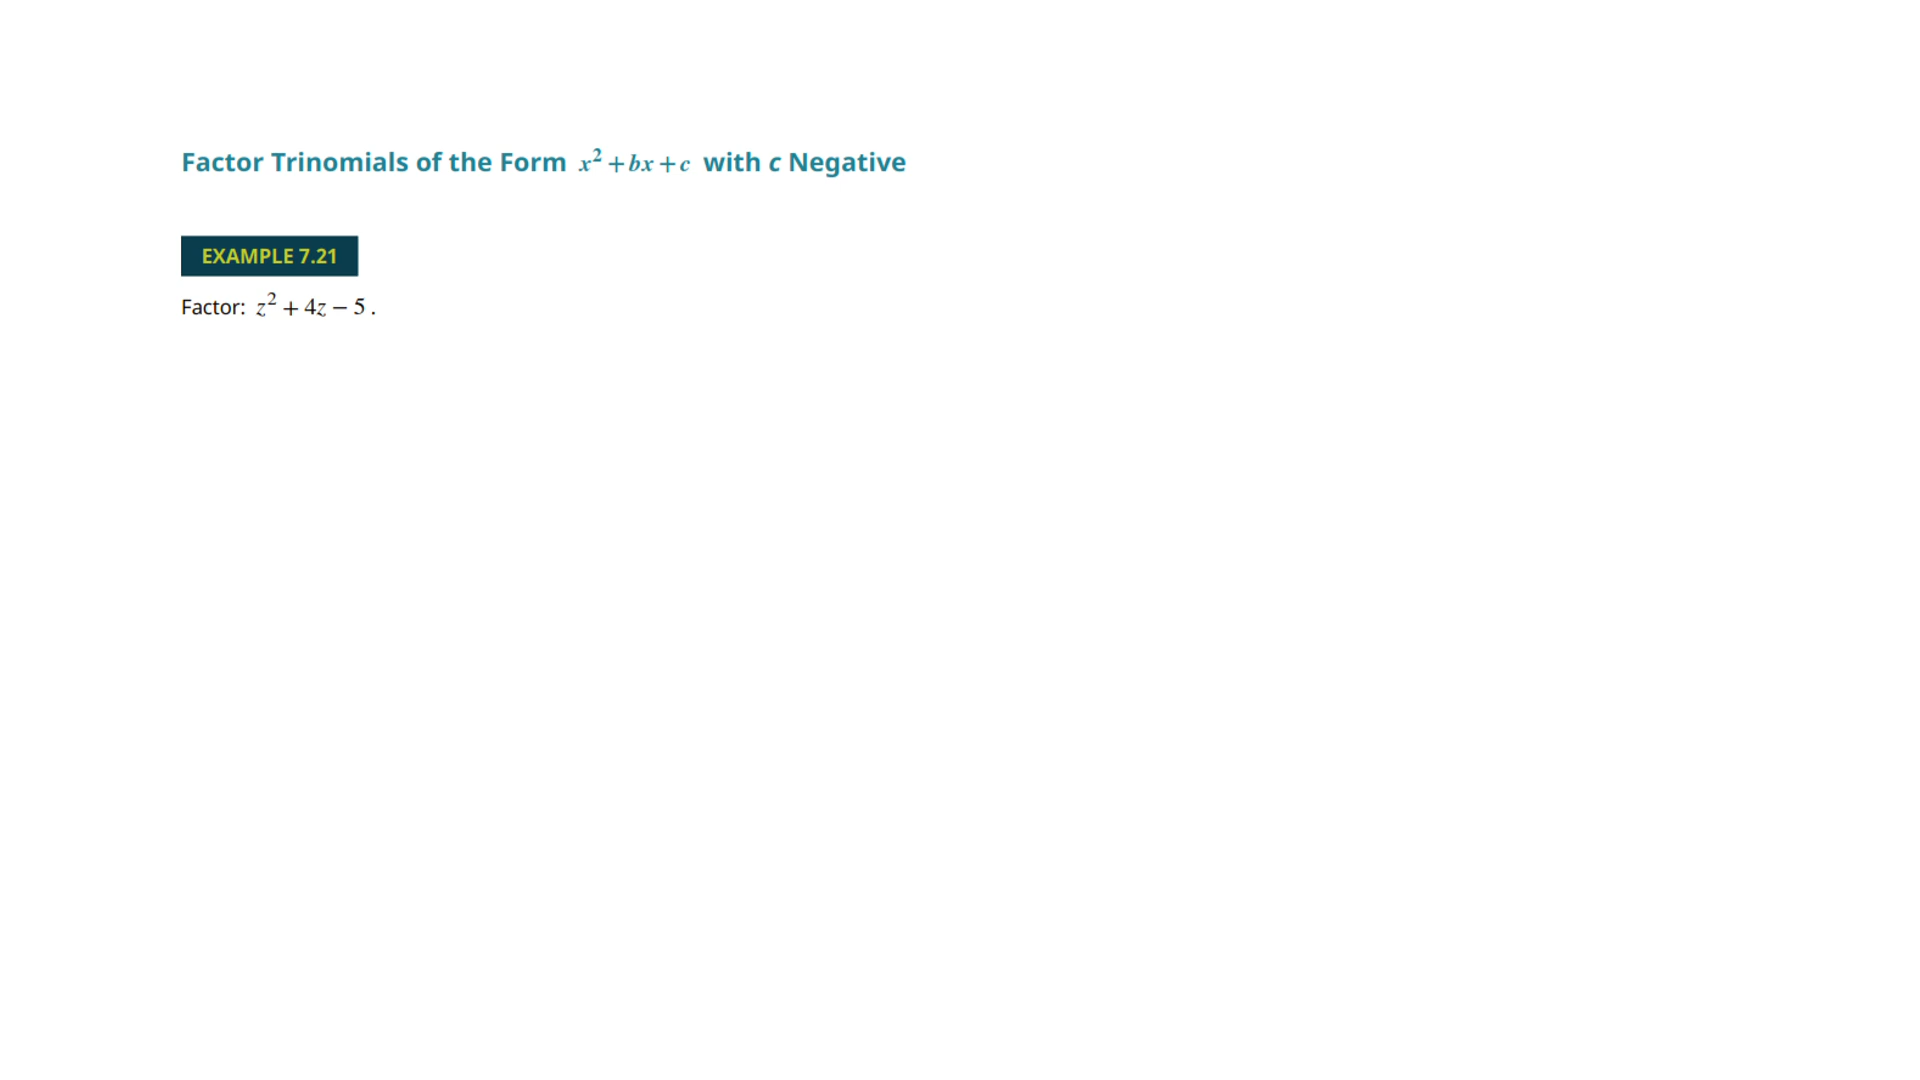 Factor Trinomials of the Form x² + bx + c with c Negative
EXAMPLE 7.21
Factor: z² + 4z − 5 .